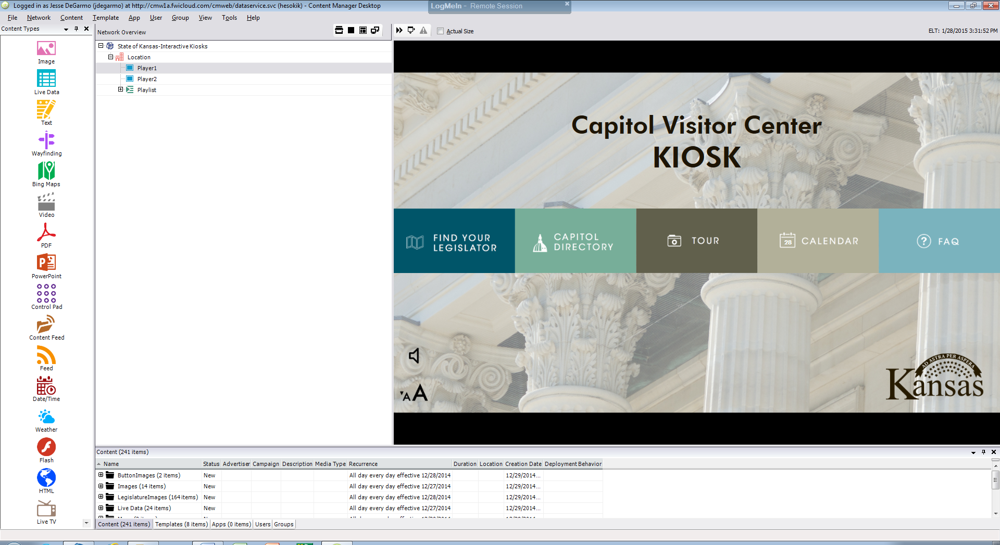 Logged in as Jesse DeGarmo (jdegarmo) at http://cmw1a.fwicloud.com/cmweb/dataservice.svc (hesokik) - Content Manager Desktop
LogMeIn - Remote Session
File Network Content Template App User Group View Tools Help
Content Types
Image
Live Data
Text
Wayfinding
Bing Maps
Video
PDF
PowerPoint
Control Pad
Content Feed
Feed
Date/Time
Weather
Flash
HTML
Live TV
Network Overview
State of Kansas-Interactive Kiosks
Location
Player1
Player2
Playlist
Actual Size
ELT: 1/28/2015 3:31:52 PM
Capitol Visitor Center
KIOSK
FIND YOUR
LEGISLATOR
CAPITOL
DIRECTORY
TOUR
28
CALENDAR
? FAQ
A A
AD ASTRA PER ASPERA
Kansas
Content (241 items)
Name Status Advertiser Campaign Description Media Type Recurrence Duration Location Creation Date Deployment Behavior
ButtonImages (2 items) New All day every day effective 12/28/2014 12/29/2014...
Images (14 items) New All day every day effective 12/27/2014 12/29/2014...
LegislatureImages (164 items) New All day every day effective 12/28/2014 12/29/2014...
Live Data (24 items) New All day every day effective 12/27/2014 12/29/2014...
Content (241 items) Templates (8 items) Apps (0 items) Users Groups